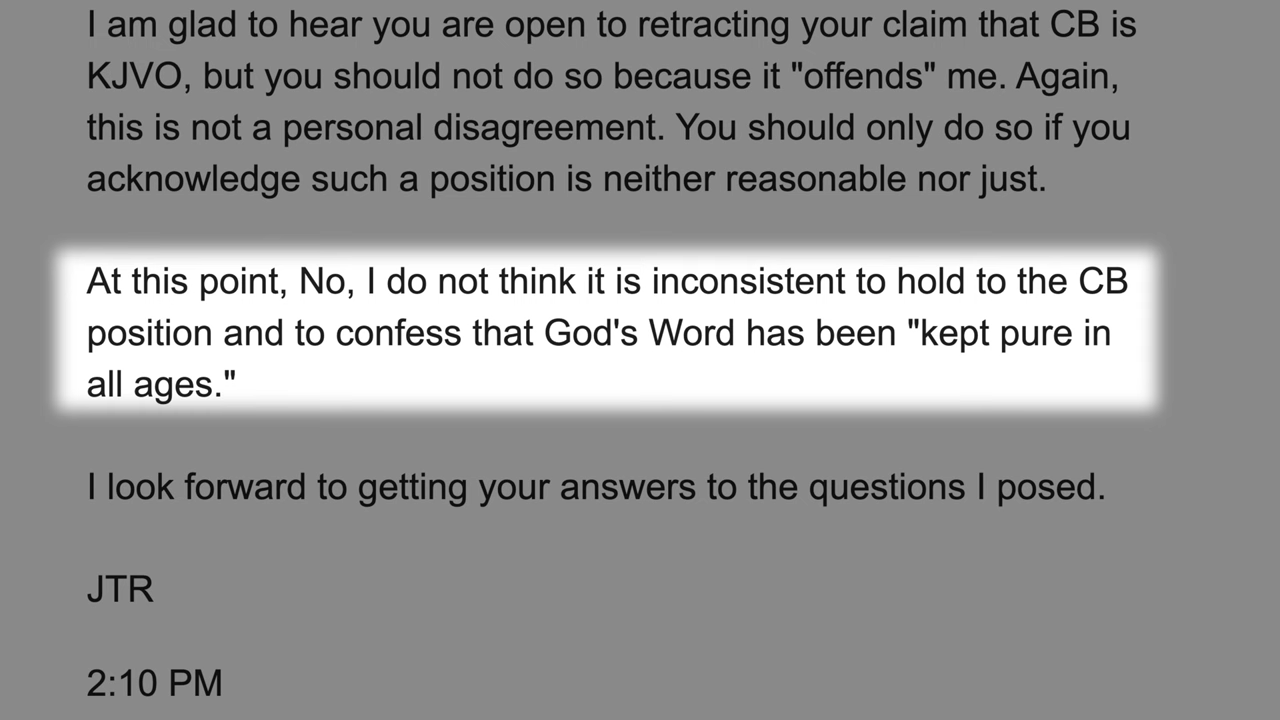 I am glad to hear you are open to retracting your claim that CB is
KJVO, but you should not do so because it "offends" me. Again,
this is not a personal disagreement. You should only do so if you
acknowledge such a position is neither reasonable nor just.
At this point, No, I do not think it is inconsistent to hold to the CB
position and to confess that God's Word has been "kept pure in
all ages."
I look forward to getting your answers to the questions I posed.
JTR
2:10 PM